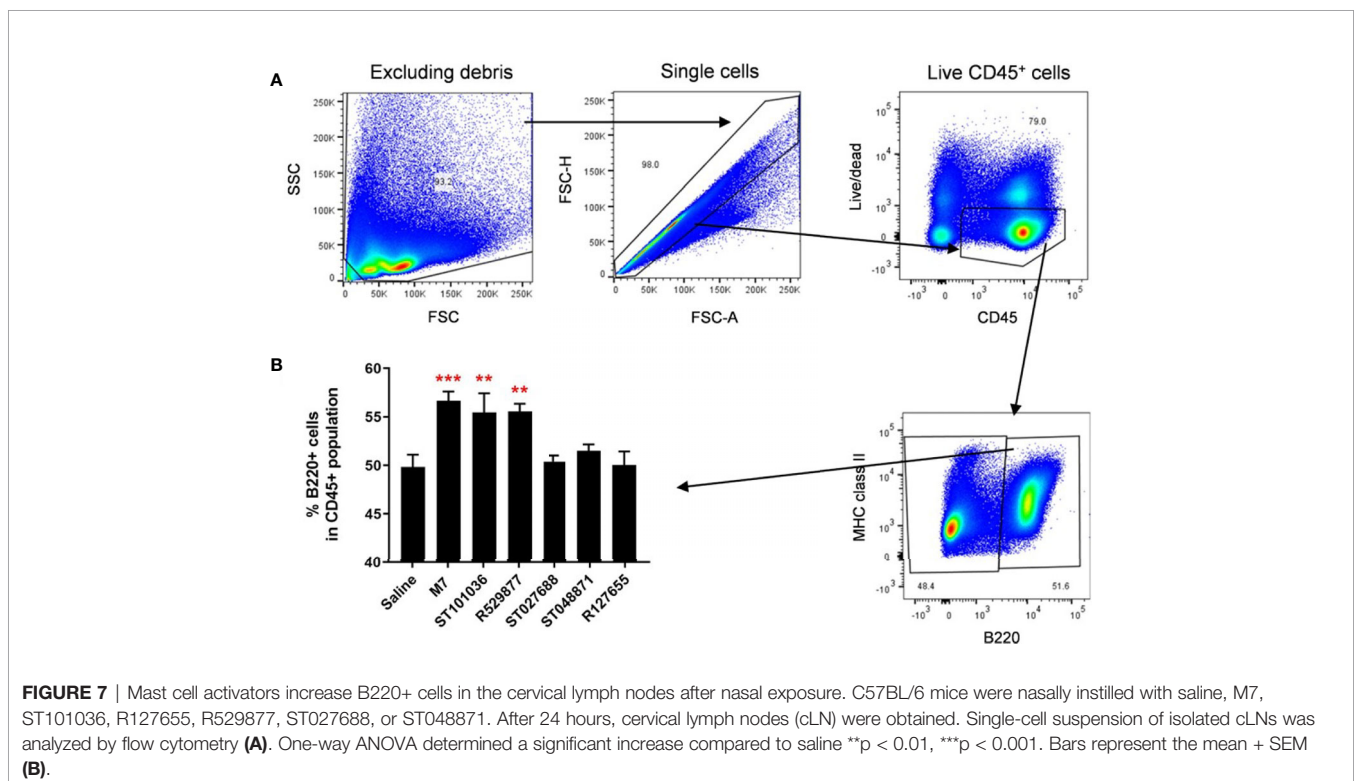 A
Excluding debris
Single cells
Live CD45+ cells
250K
200K
150K
100K
50K
0
SSC
93.2
0 50K 100K 150K 200K 250K
FSC
250K
200K
150K
100K
50K
0
FSC-H
98.0
0 50K 100K 150K 200K 250K
FSC-A
10^5
10^4
10^3
0
-10^3
Live/dead
79.0
-10^3 0 10^3 10^4 10^5
CD45
B
60
55
50
45
40
% B220+ cells
in CD45+ population
*** ** **
Saline
M7
ST101036
R529877
ST027688
ST048871
R127655
10^5
10^4
10^3
0
-10^3
MHC class II
48.4 51.6
-10^3 0 10^3 10^4 10^5
B220
FIGURE 7 | Mast cell activators increase B220+ cells in the cervical lymph nodes after nasal exposure. C57BL/6 mice were nasally instilled with saline, M7,
ST101036, R127655, R529877, ST027688, or ST048871. After 24 hours, cervical lymph nodes (cLN) were obtained. Single-cell suspension of isolated cLNs was
analyzed by flow cytometry (A). One-way ANOVA determined a significant increase compared to saline **p < 0.01, ***p < 0.001. Bars represent the mean + SEM
(B).